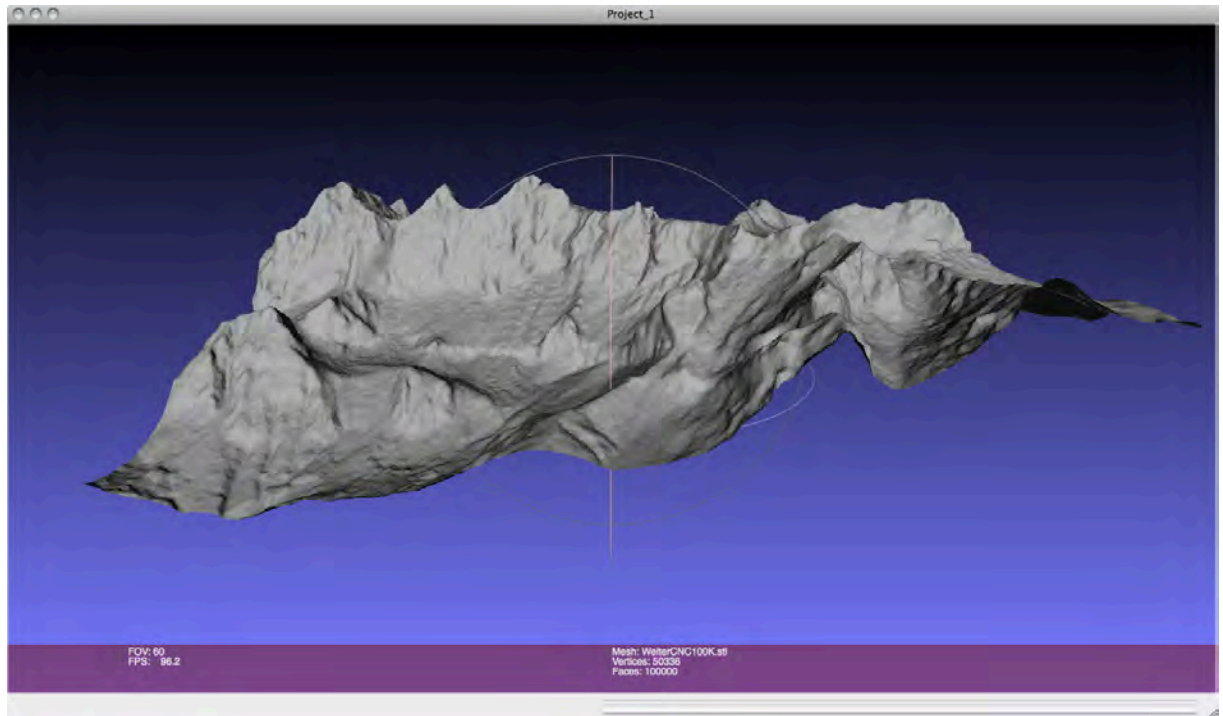 Project_1
FOV: 60
FPS: 96.2
Mesh: WelterCNC100K.stl
Vertices: 50336
Faces: 100000